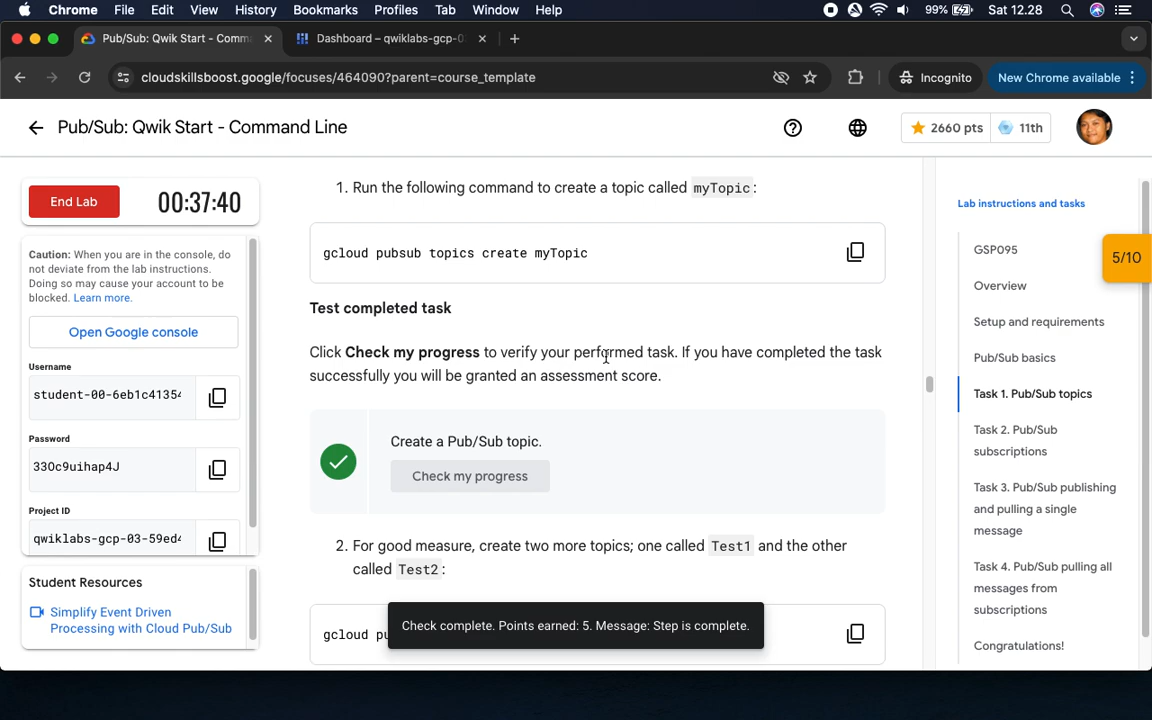 Chrome File Edit View History Bookmarks Profiles Tab Window Help 99% Sat 12.28
Pub/Sub: Qwik Start - Comm
Dashboard – qwiklabs-gcp-0
cloudskillsboost.google/focuses/464090?parent=course_template
Incognito
New Chrome available
Pub/Sub: Qwik Start - Command Line
2660 pts
11th
End Lab
00:37:40
Caution: When you are in the console, do
not deviate from the lab instructions.
Doing so may cause your account to be
blocked. Learn more.
Open Google console
Username
student-00-6eb1c41354
Password
330c9uihap4J
Project ID
qwiklabs-gcp-03-59ed4
Student Resources
Simplify Event Driven
Processing with Cloud Pub/Sub
1. Run the following command to create a topic called myTopic:
gcloud pubsub topics create myTopic
Test completed task
Click Check my progress to verify your performed task. If you have completed the task
successfully you will be granted an assessment score.
Create a Pub/Sub topic.
Check my progress
2. For good measure, create two more topics; one called Test1 and the other
called Test2:
gcloud pu
Check complete. Points earned: 5. Message: Step is complete.
Lab instructions and tasks
GSP095
Overview
Setup and requirements
Pub/Sub basics
Task 1. Pub/Sub topics
Task 2. Pub/Sub
subscriptions
Task 3. Pub/Sub publishing
and pulling a single
message
Task 4. Pub/Sub pulling all
messages from
subscriptions
Congratulations!
5/10